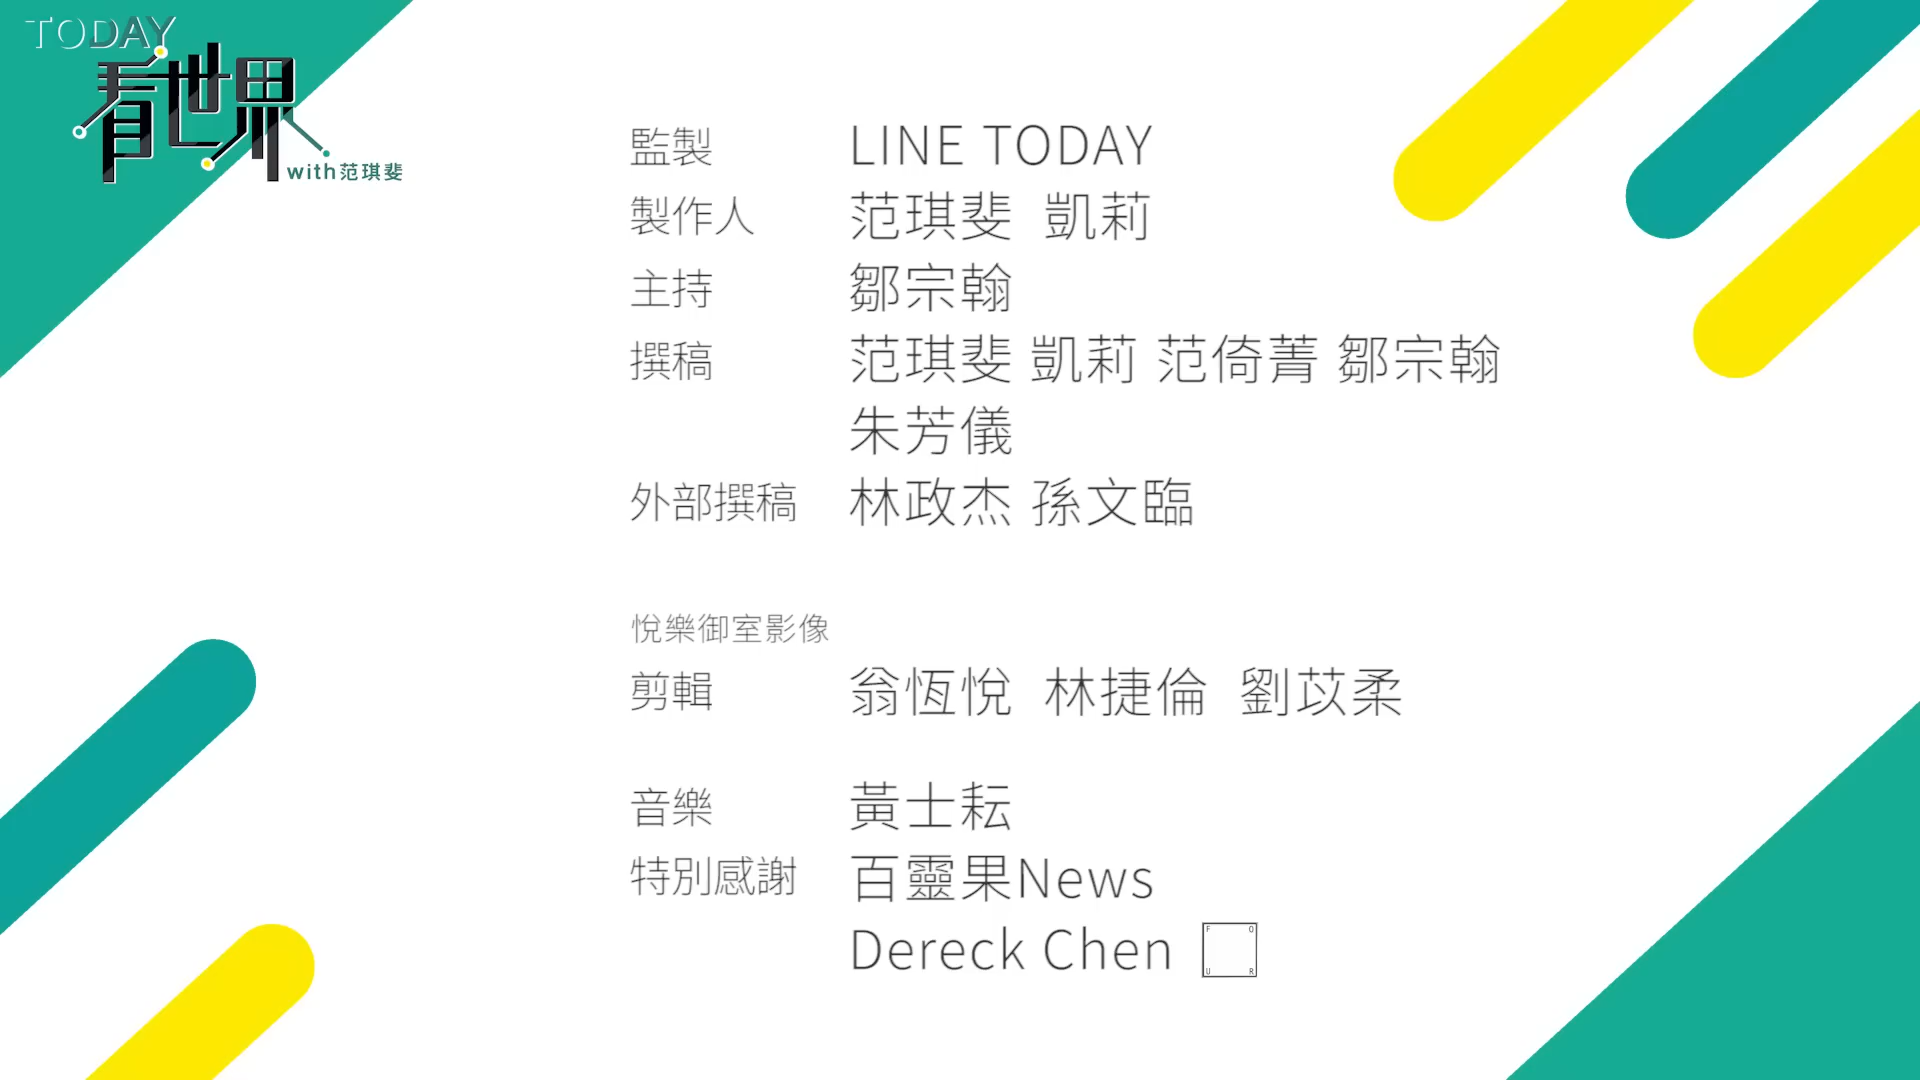 TODAY
看世界
with范琪斐
監製 LINE TODAY
製作人 范琪斐 凱莉
主持 鄒宗翰
撰稿 范琪斐 凱莉 范倚菁 鄒宗翰
朱芳儀
外部撰稿 林政杰 孫文臨
悅樂御室影像
剪輯 翁恆悅 林捷倫 劉苡柔
音樂 黃士耘
特別感謝 百靈果News
Dereck Chen F O U R